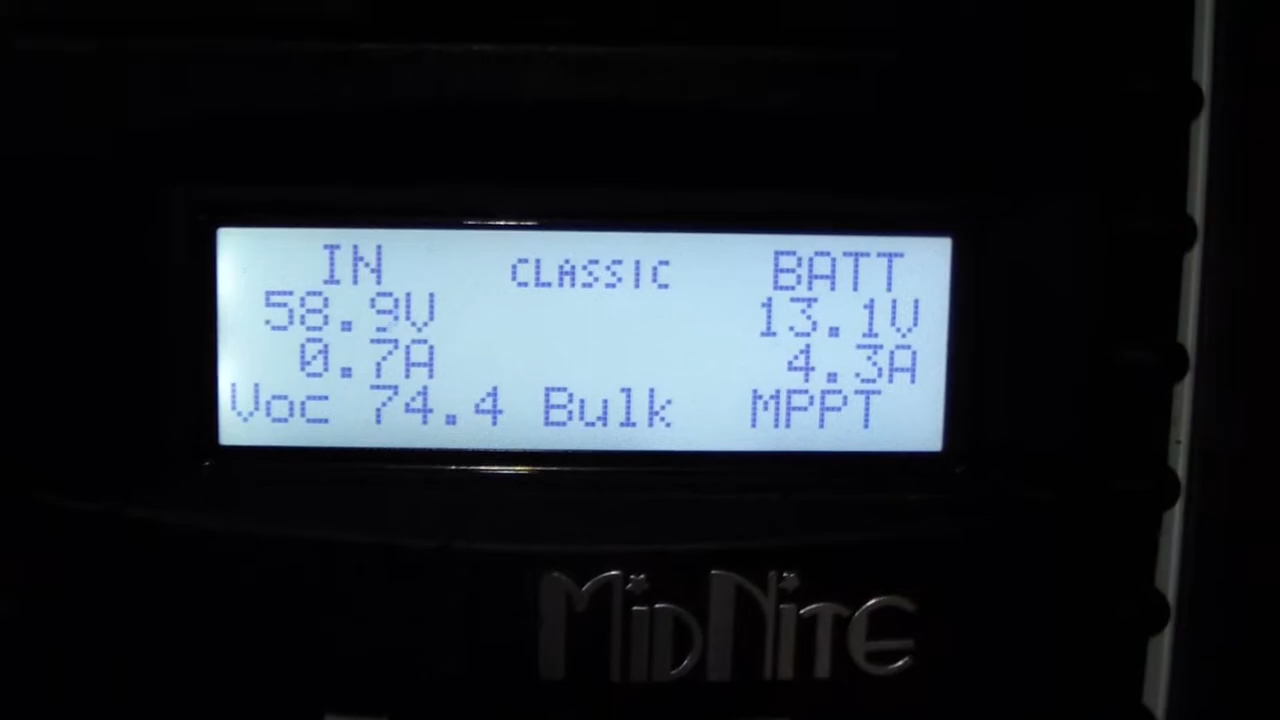 IN CLASSIC BATT
58.9V 13.1V
0.7A 4.3A
Voc 74.4 Bulk MPPT
MIDNITE